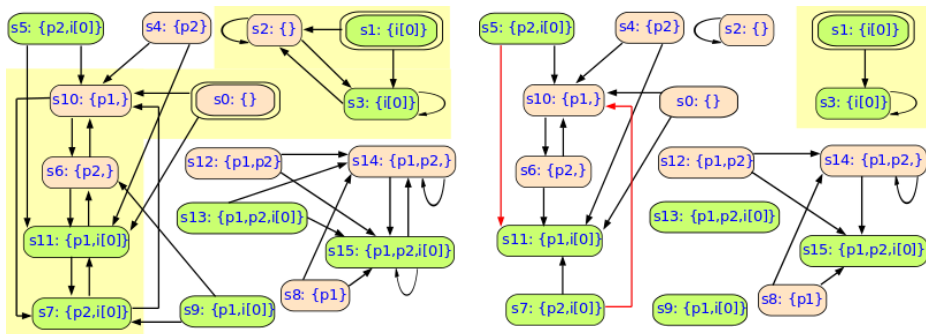 s5: {p2,i[0]}
s4: {p2}
s2: {}
s1: {i[0]}
s10: {p1,}
s0: {}
s3: {i[0]}
s6: {p2,}
s12: {p1,p2}
s14: {p1,p2,}
s13: {p1,p2,i[0]}
s11: {p1,i[0]}
s15: {p1,p2,i[0]}
s8: {p1}
s7: {p2,i[0]}
s9: {p1,i[0]}
s5: {p2,i[0]}
s4: {p2}
s2: {}
s1: {i[0]}
s10: {p1,}
s0: {}
s3: {i[0]}
s6: {p2,}
s12: {p1,p2}
s14: {p1,p2,}
s13: {p1,p2,i[0]}
s11: {p1,i[0]}
s15: {p1,p2,i[0]}
s8: {p1}
s7: {p2,i[0]}
s9: {p1,i[0]}